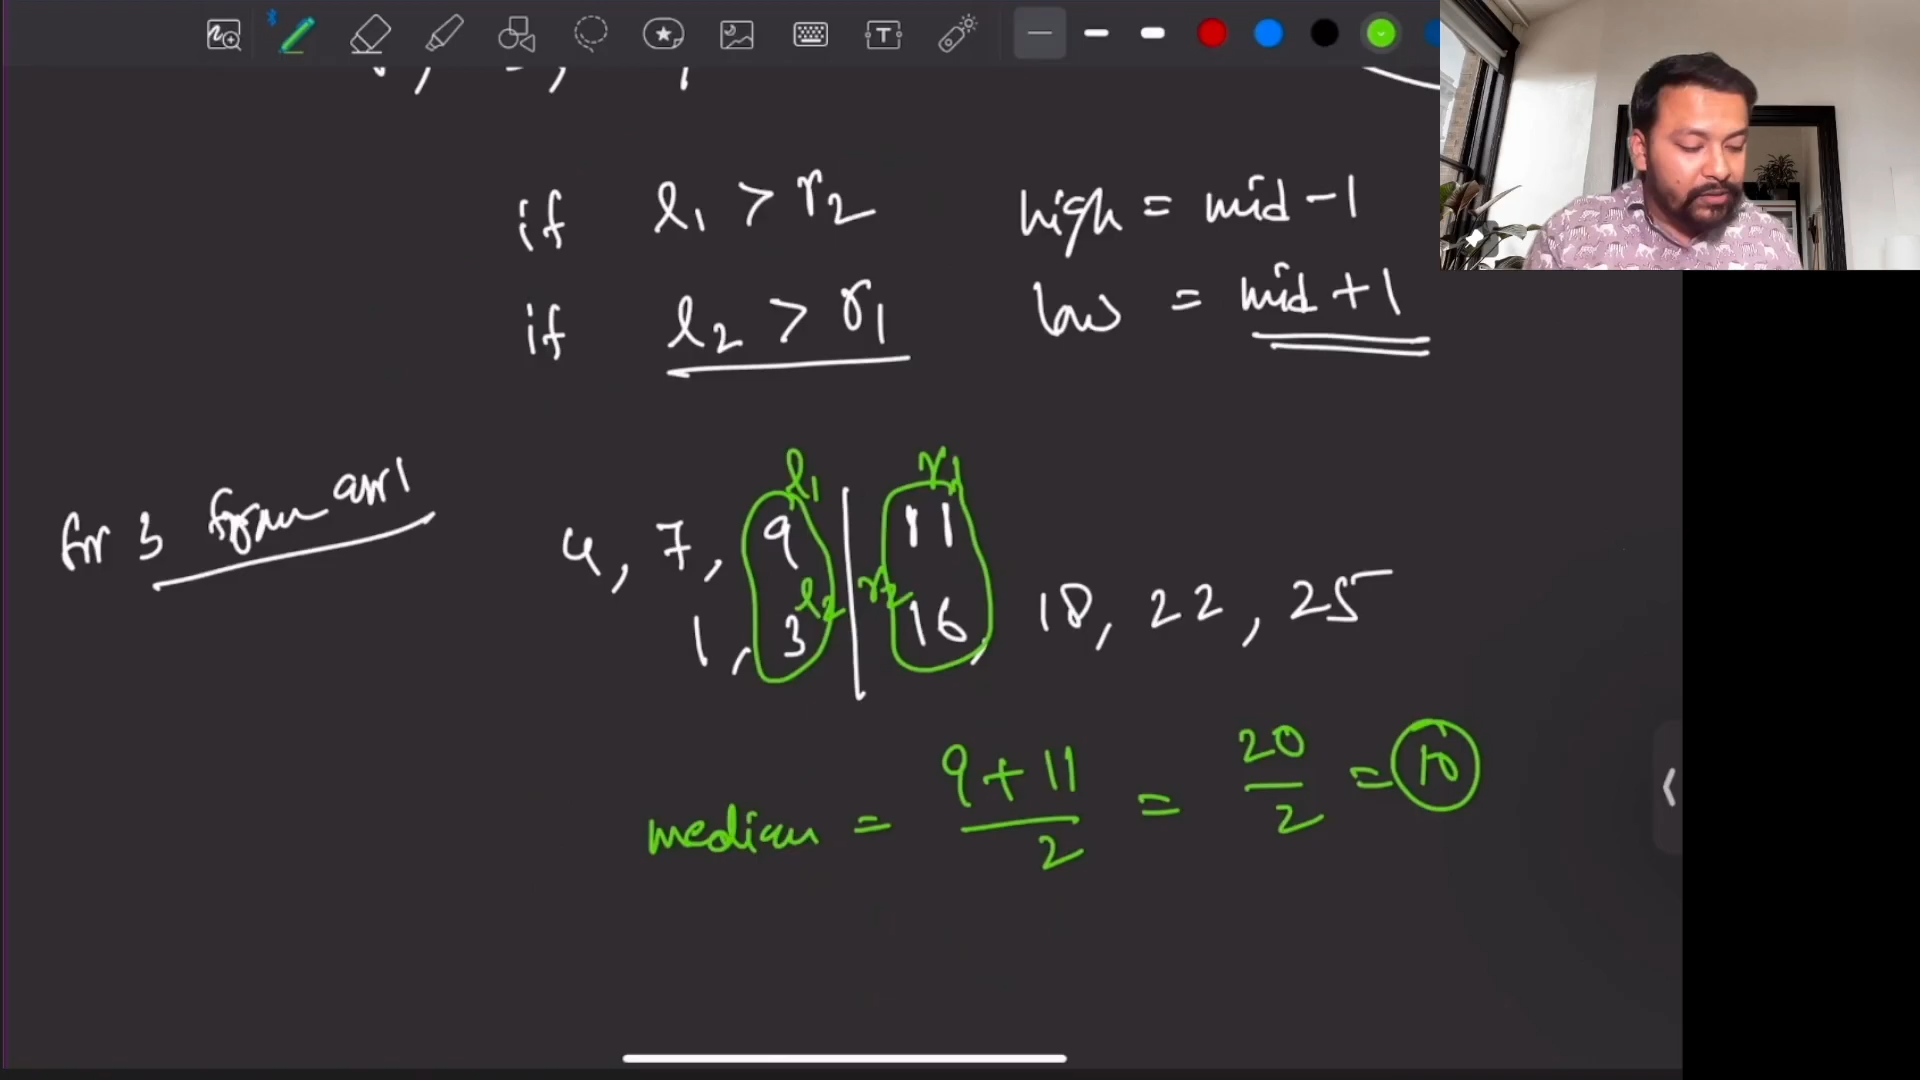 if l1 > r2 high = mid - 1
if l2 > r1 low = mid + 1
for 3 from arr1
l1 r1
4, 7, 9 | 11
l2 r2
1, 3 | 16, 18, 22, 25
median = 9 + 11 / 2 = 20 / 2 = 10